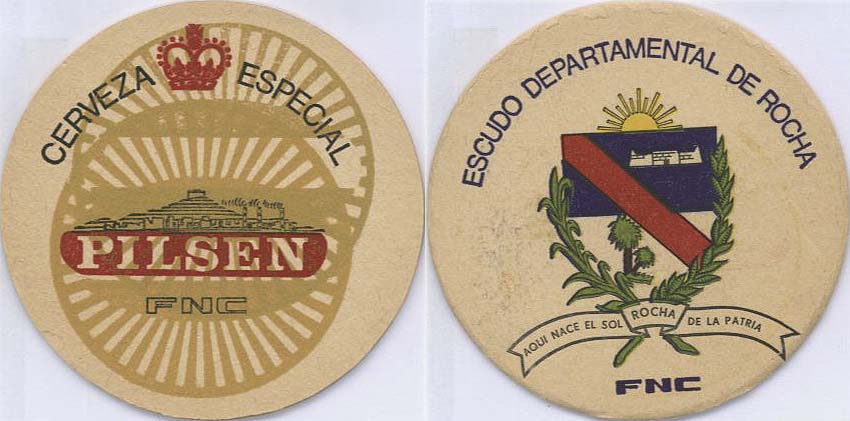 CERVEZA ESPECIAL
PILSEN
FNC
ESCUDO DEPARTAMENTAL DE ROCHA
AQUI NACE EL SOL ROCHA DE LA PATRIA
FNC